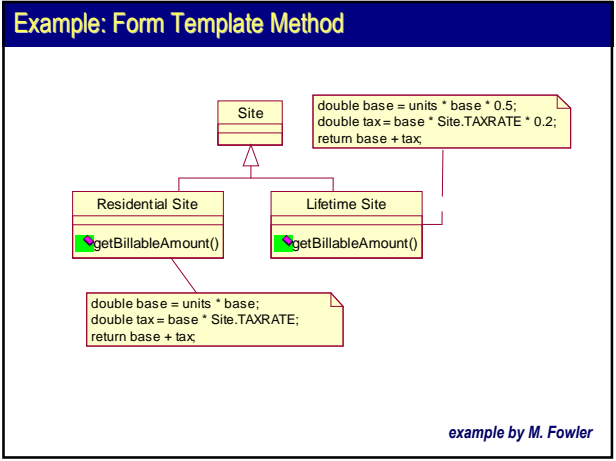 Example: Form Template Method
Site
double base = units * base * 0.5;
double tax = base * Site.TAXRATE * 0.2;
return base + tax;
Residential Site
Lifetime Site
getBillableAmount()
getBillableAmount()
double base = units * base;
double tax = base * Site.TAXRATE;
return base + tax;
example by M. Fowler